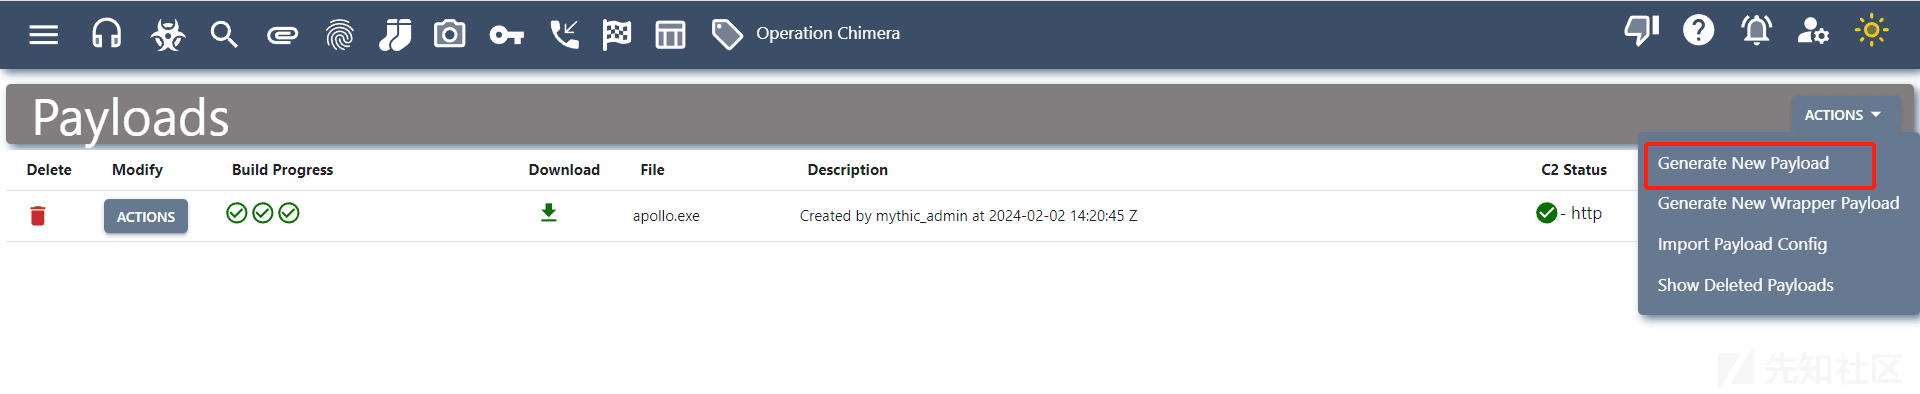 Operation Chimera
Payloads
ACTIONS
Generate New Payload
Generate New Wrapper Payload
Import Payload Config
Show Deleted Payloads
Delete Modify Build Progress Download File Description C2 Status
ACTIONS apollo.exe Created by mythic_admin at 2024-02-02 14:20:45 Z - http
先知社区